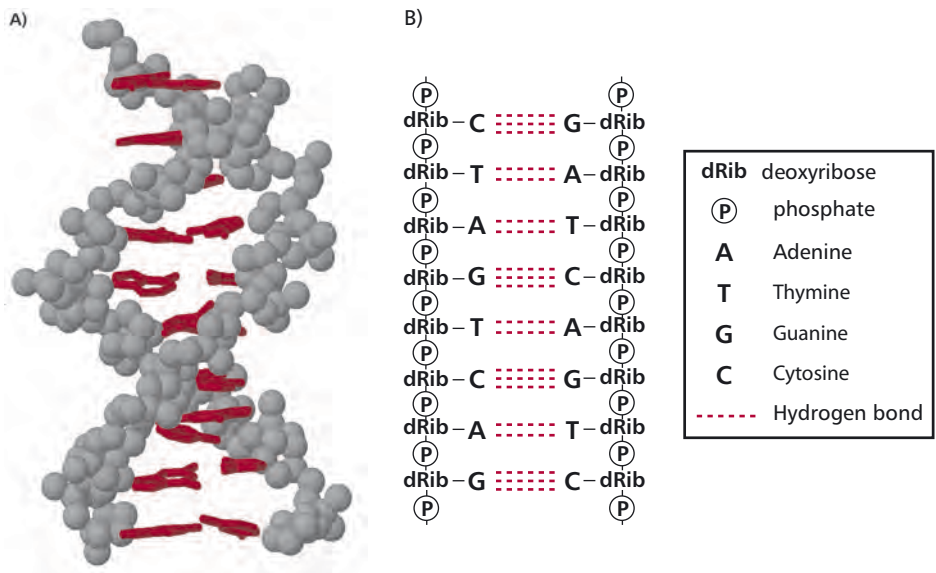 A)
B)
P P
dRib C G dRib
P P
dRib T A dRib
P P
dRib A T dRib
P P
dRib G C dRib
P P
dRib T A dRib
P P
dRib C G dRib
P P
dRib A T dRib
P P
dRib G C dRib
P P
dRib deoxyribose
P phosphate
A Adenine
T Thymine
G Guanine
C Cytosine
Hydrogen bond